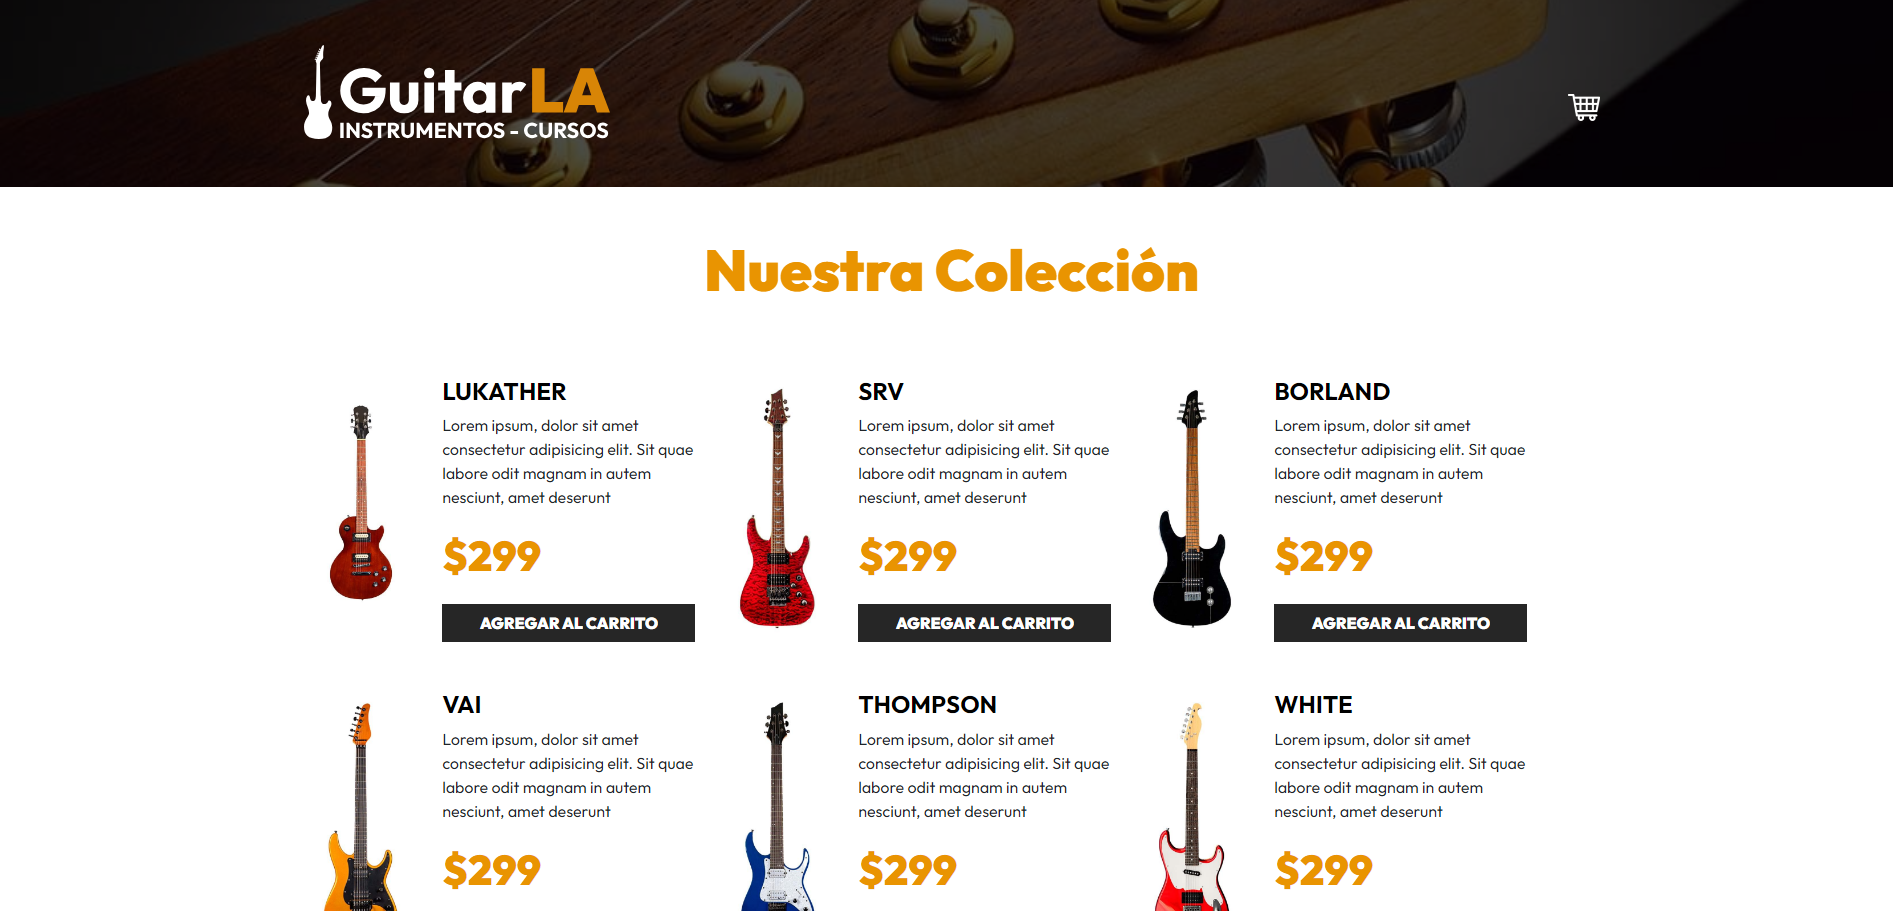 GuitarLA
INSTRUMENTOS - CURSOS
Nuestra Colección
LUKATHER
Lorem ipsum, dolor sit amet
consectetur adipisicing elit. Sit quae
labore odit magnam in autem
nesciunt, amet deserunt
$299
AGREGAR AL CARRITO
SRV
Lorem ipsum, dolor sit amet
consectetur adipisicing elit. Sit quae
labore odit magnam in autem
nesciunt, amet deserunt
$299
AGREGAR AL CARRITO
BORLAND
Lorem ipsum, dolor sit amet
consectetur adipisicing elit. Sit quae
labore odit magnam in autem
nesciunt, amet deserunt
$299
AGREGAR AL CARRITO
VAI
Lorem ipsum, dolor sit amet
consectetur adipisicing elit. Sit quae
labore odit magnam in autem
nesciunt, amet deserunt
$299
THOMPSON
Lorem ipsum, dolor sit amet
consectetur adipisicing elit. Sit quae
labore odit magnam in autem
nesciunt, amet deserunt
$299
WHITE
Lorem ipsum, dolor sit amet
consectetur adipisicing elit. Sit quae
labore odit magnam in autem
nesciunt, amet deserunt
$299